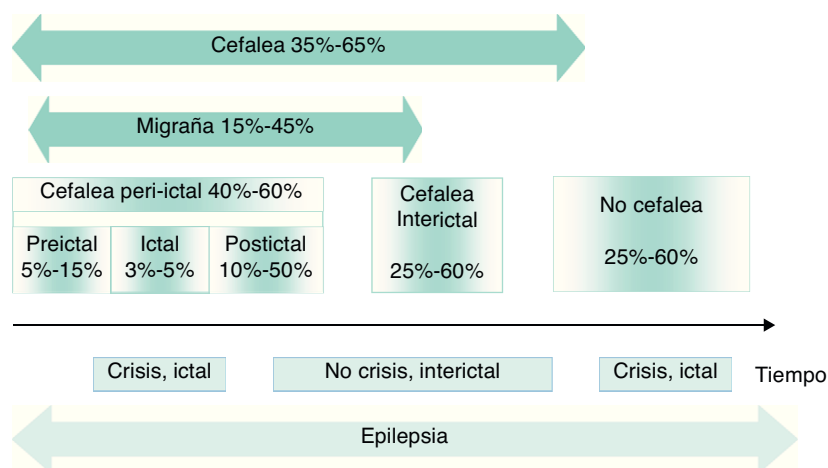 Cefalea 35%-65%
Migraña 15%-45%
Cefalea peri-ictal 40%-60%
Preictal
5%-15%
Ictal
3%-5%
Postictal
10%-50%
Cefalea
Interictal
25%-60%
No cefalea
25%-60%
Crisis, ictal
No crisis, interictal
Crisis, ictal
Tiempo
Epilepsia